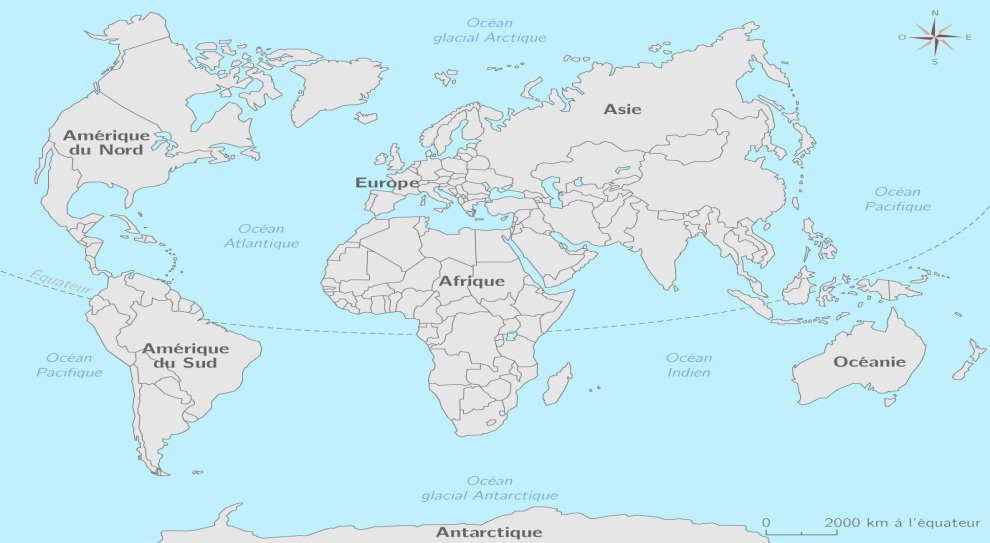 Océan
glacial Arctique
N
O
E
S
Asie
Amérique
du Nord
Europe
Océan
Pacifique
Océan
Atlantique
Équateur
Afrique
Amérique
du Sud
Océan
Pacifique
Océan
Indien
Océanie
Océan
glacial Antarctique
Antarctique
0
2000 km à l'équateur